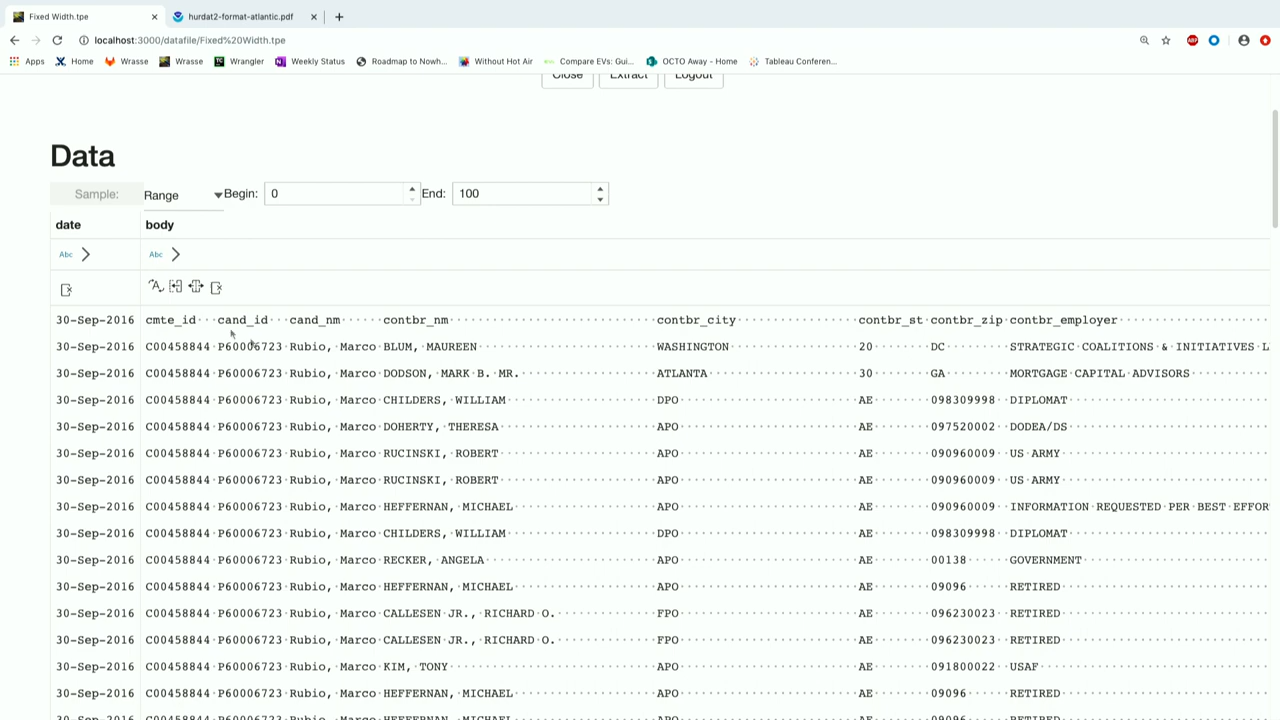 Fixed Width.tpe
hurdat2-format-atlantic.pdf
localhost:3000/datafile/Fixed%20Width.tpe
Apps Home Wrasse Wrasse Wrangler Weekly Status Roadmap to Nowh... Without Hot Air Compare EVs: Gui... OCTO Away - Home Tableau Conferen...
Close Extract Logout
Data
Sample: Range Begin: 0 End: 100
date body
Abc Abc
30-Sep-2016 cmte_id···cand_id···cand_nm······contbr_nm·····························contbr_city·················contbr_st·contbr_zip·contbr_employer
30-Sep-2016 C00458844·P60006723·Rubio,·Marco·BLUM,·MAUREEN·························WASHINGTON··················20········DC·········STRATEGIC·COALITIONS·&·INITIATIVES·L
30-Sep-2016 C00458844·P60006723·Rubio,·Marco·DODSON,·MARK·B.·MR.···················ATLANTA·····················30········GA·········MORTGAGE·CAPITAL·ADVISORS
30-Sep-2016 C00458844·P60006723·Rubio,·Marco·CHILDERS,·WILLIAM·····················DPO·························AE········098309998··DIPLOMAT
30-Sep-2016 C00458844·P60006723·Rubio,·Marco·DOHERTY,·THERESA······················APO·························AE········097520002··DODEA/DS
30-Sep-2016 C00458844·P60006723·Rubio,·Marco·RUCINSKI,·ROBERT······················APO·························AE········090960009··US·ARMY
30-Sep-2016 C00458844·P60006723·Rubio,·Marco·RUCINSKI,·ROBERT······················APO·························AE········090960009··US·ARMY
30-Sep-2016 C00458844·P60006723·Rubio,·Marco·HEFFERNAN,·MICHAEL····················APO·························AE········090960009··INFORMATION·REQUESTED·PER·BEST·EFFOR
30-Sep-2016 C00458844·P60006723·Rubio,·Marco·CHILDERS,·WILLIAM·····················DPO·························AE········098309998··DIPLOMAT
30-Sep-2016 C00458844·P60006723·Rubio,·Marco·RECKER,·ANGELA························APO·························AE········00138······GOVERNMENT
30-Sep-2016 C00458844·P60006723·Rubio,·Marco·HEFFERNAN,·MICHAEL····················APO·························AE········09096······RETIRED
30-Sep-2016 C00458844·P60006723·Rubio,·Marco·CALLESEN·JR.,·RICHARD·O.··············FPO·························AE········096230023··RETIRED
30-Sep-2016 C00458844·P60006723·Rubio,·Marco·CALLESEN·JR.,·RICHARD·O.··············FPO·························AE········096230023··RETIRED
30-Sep-2016 C00458844·P60006723·Rubio,·Marco·KIM,·TONY·····························APO·························AE········091800022··USAF
30-Sep-2016 C00458844·P60006723·Rubio,·Marco·HEFFERNAN,·MICHAEL····················APO·························AE········09096······RETIRED
30-Sep-2016 C00458844·P60006723·Rubio,·Marco·HEFFERNAN,·MICHAEL····················APO·························AE········09096······RETIRED